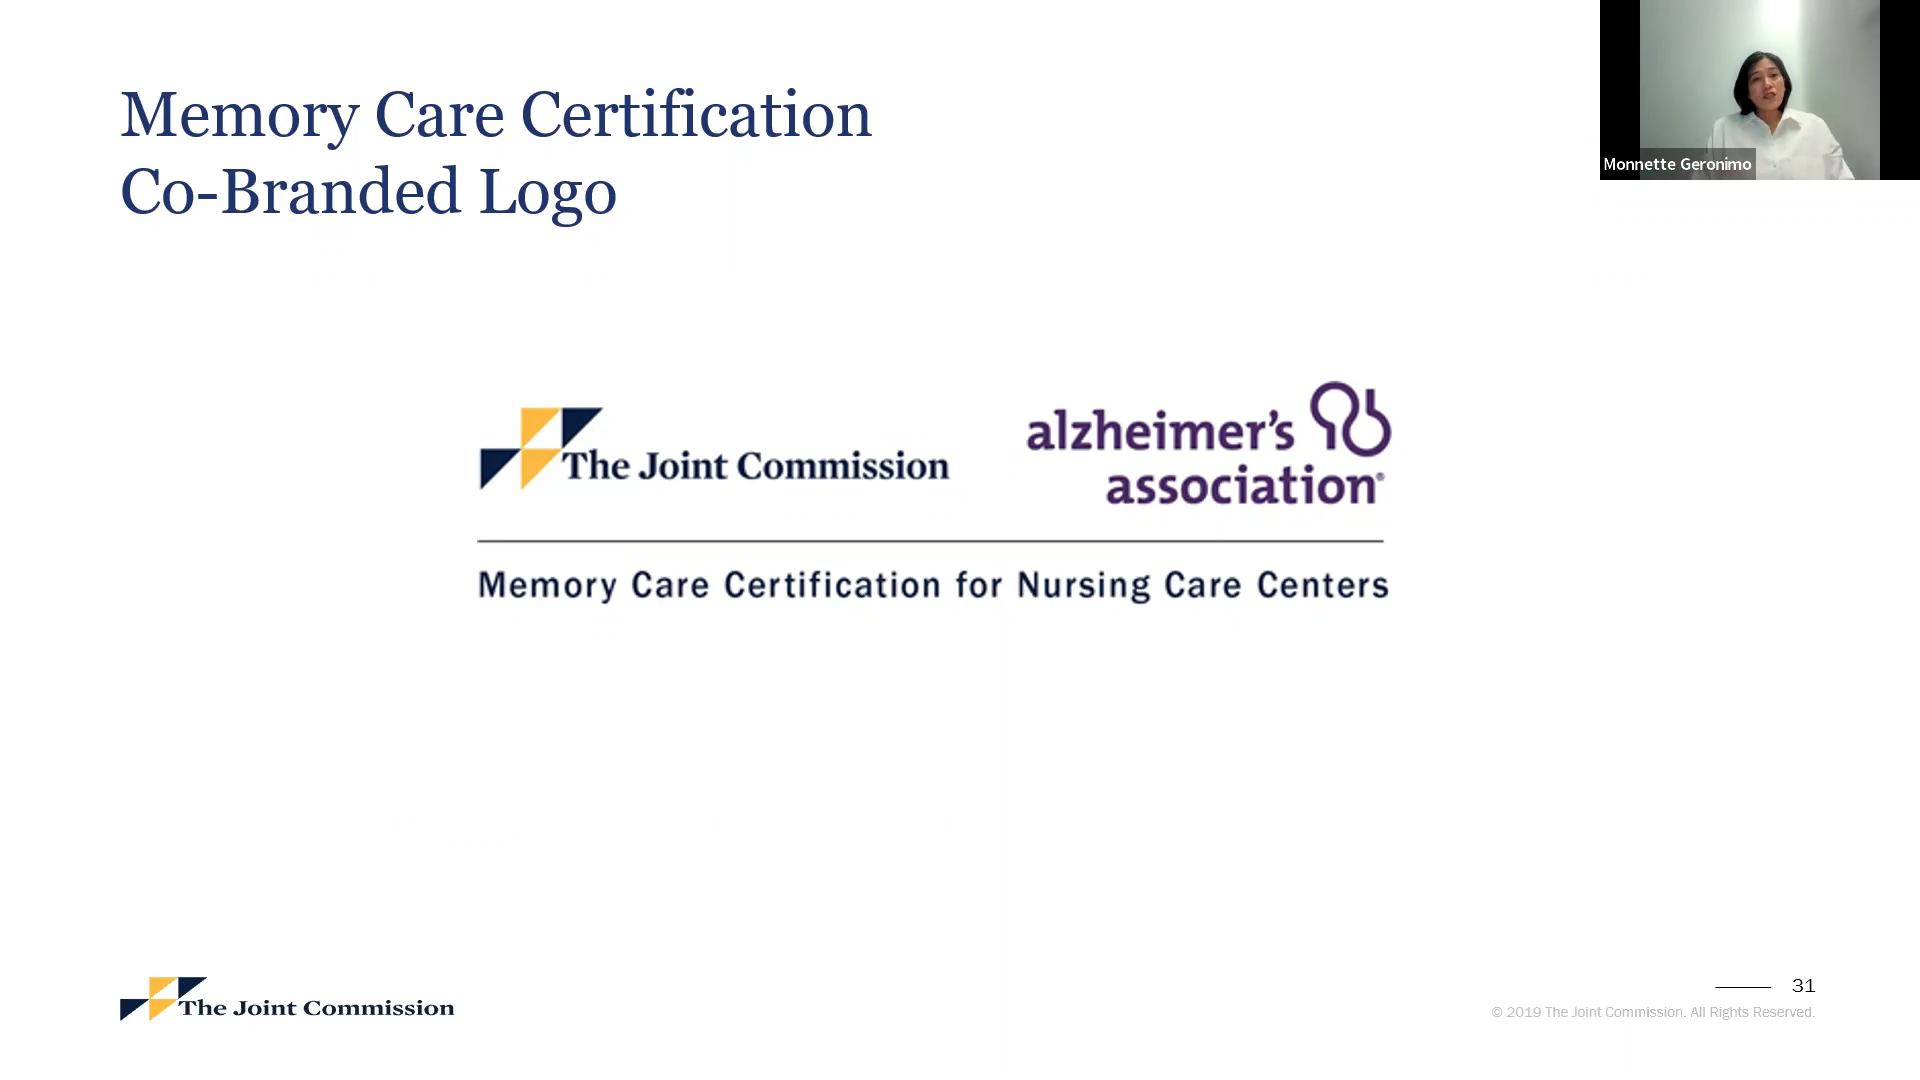 Memory Care Certification
Co-Branded Logo
Monnette Geronimo
The Joint Commission
alzheimer's
association®
Memory Care Certification for Nursing Care Centers
The Joint Commission
31
© 2019 The Joint Commission. All Rights Reserved.